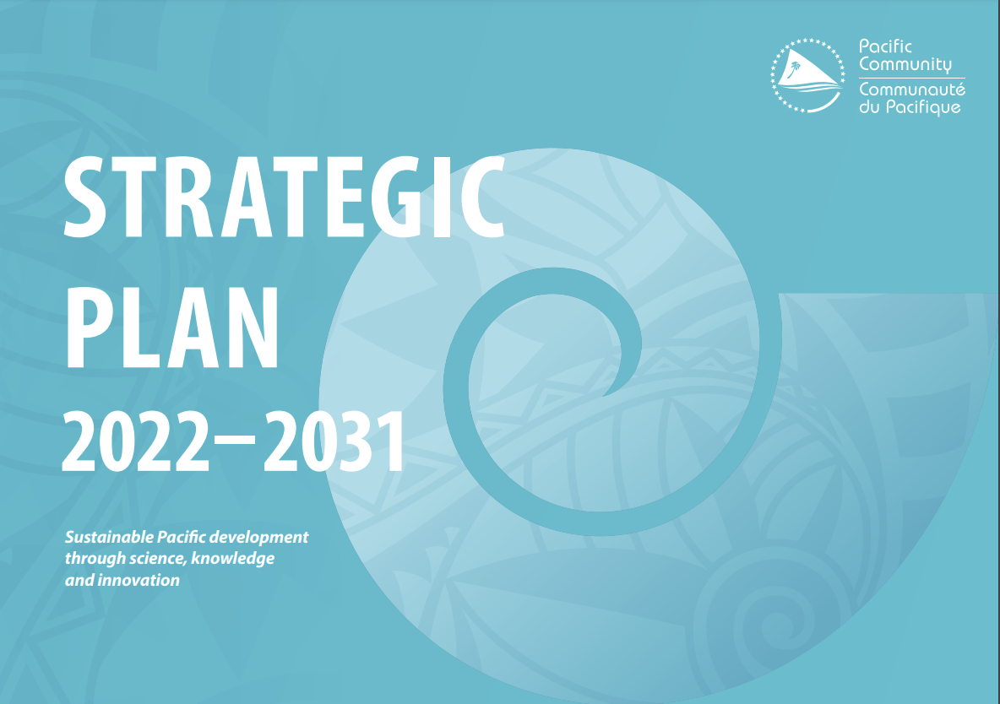 Pacific
Community
Communauté
du Pacifique
STRATEGIC
PLAN
2022–2031
Sustainable Pacific development
through science, knowledge
and innovation